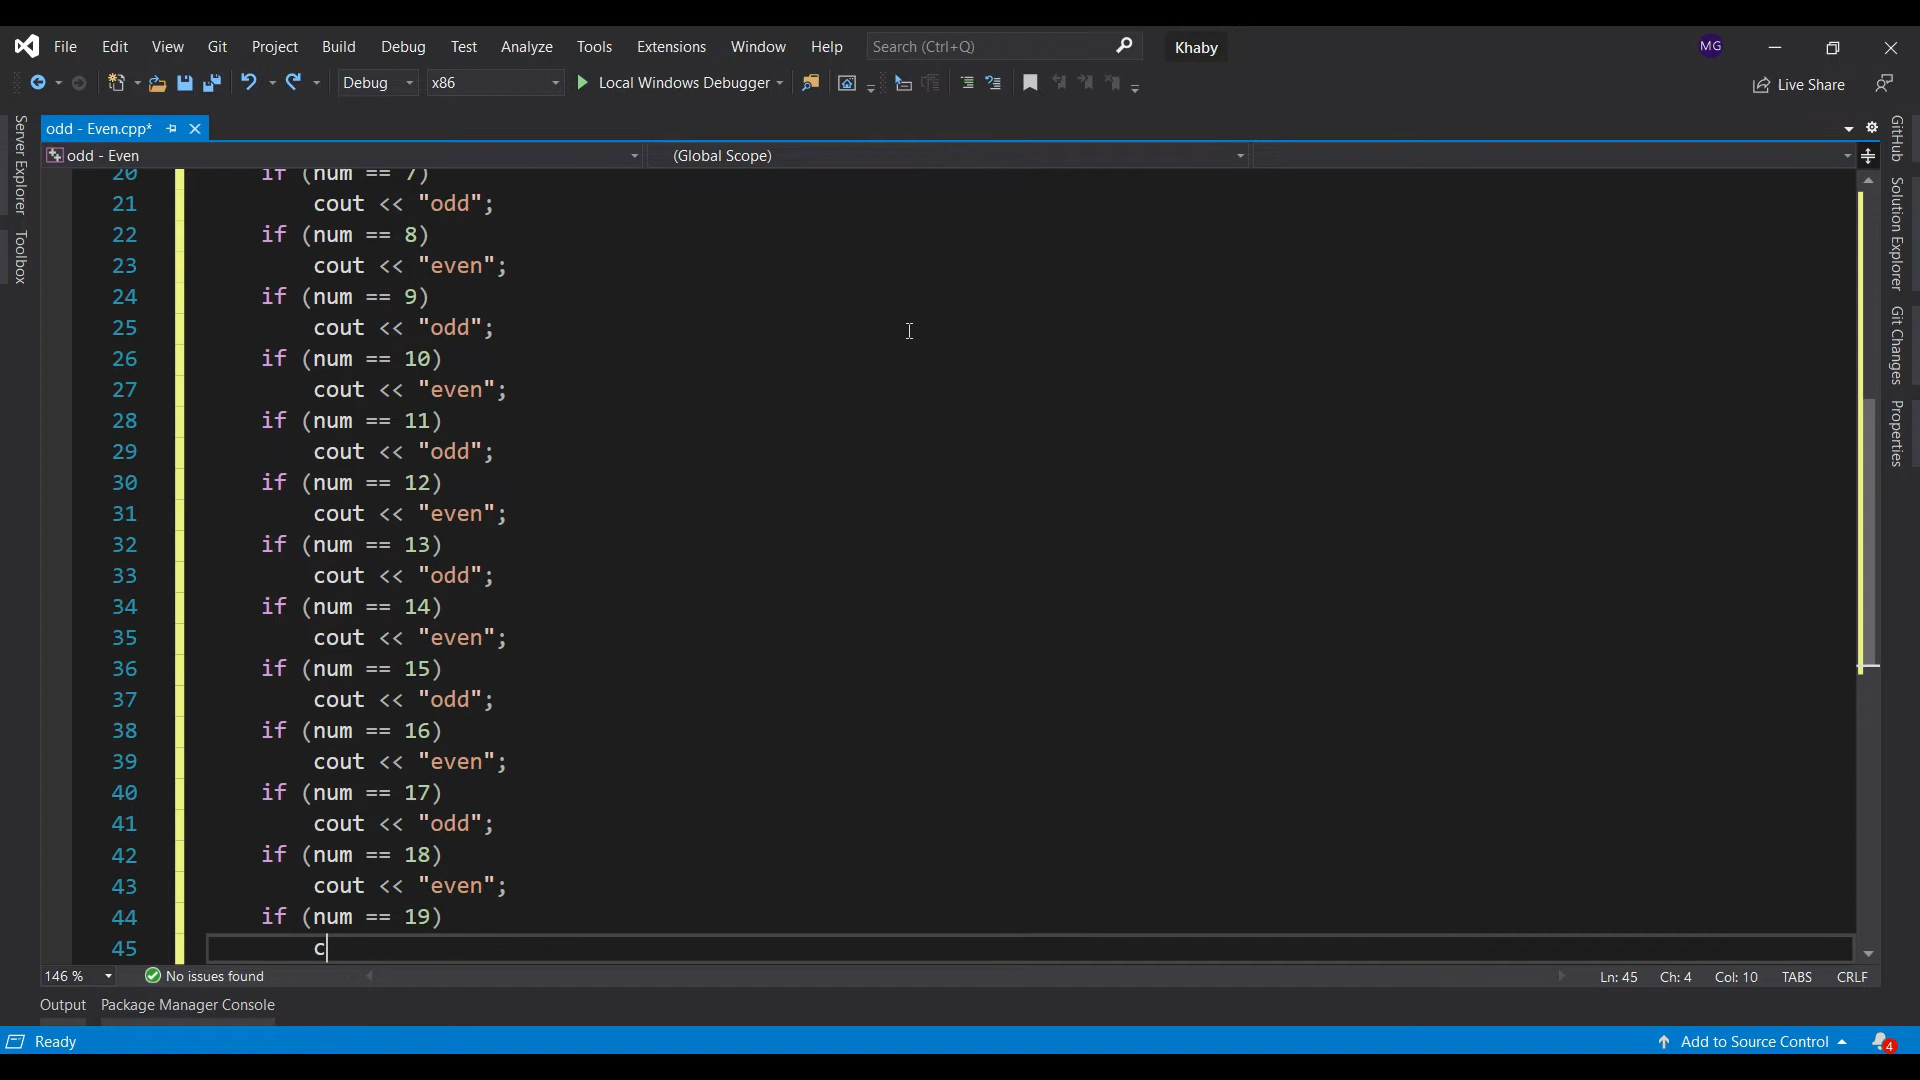 File Edit View Git Project Build Debug Test Analyze Tools Extensions Window Help Search (Ctrl+Q) Khaby MG
Debug x86 Local Windows Debugger Live Share
odd - Even.cpp*
odd - Even (Global Scope)
Server Explorer
Toolbox
20 if (num == 7)
21 cout << "odd";
22 if (num == 8)
23 cout << "even";
24 if (num == 9)
25 cout << "odd";
26 if (num == 10)
27 cout << "even";
28 if (num == 11)
29 cout << "odd";
30 if (num == 12)
31 cout << "even";
32 if (num == 13)
33 cout << "odd";
34 if (num == 14)
35 cout << "even";
36 if (num == 15)
37 cout << "odd";
38 if (num == 16)
39 cout << "even";
40 if (num == 17)
41 cout << "odd";
42 if (num == 18)
43 cout << "even";
44 if (num == 19)
45 c
GitHub
Solution Explorer
Git Changes
Properties
146 % No issues found Ln: 45 Ch: 4 Col: 10 TABS CRLF
Output Package Manager Console
Ready Add to Source Control 4